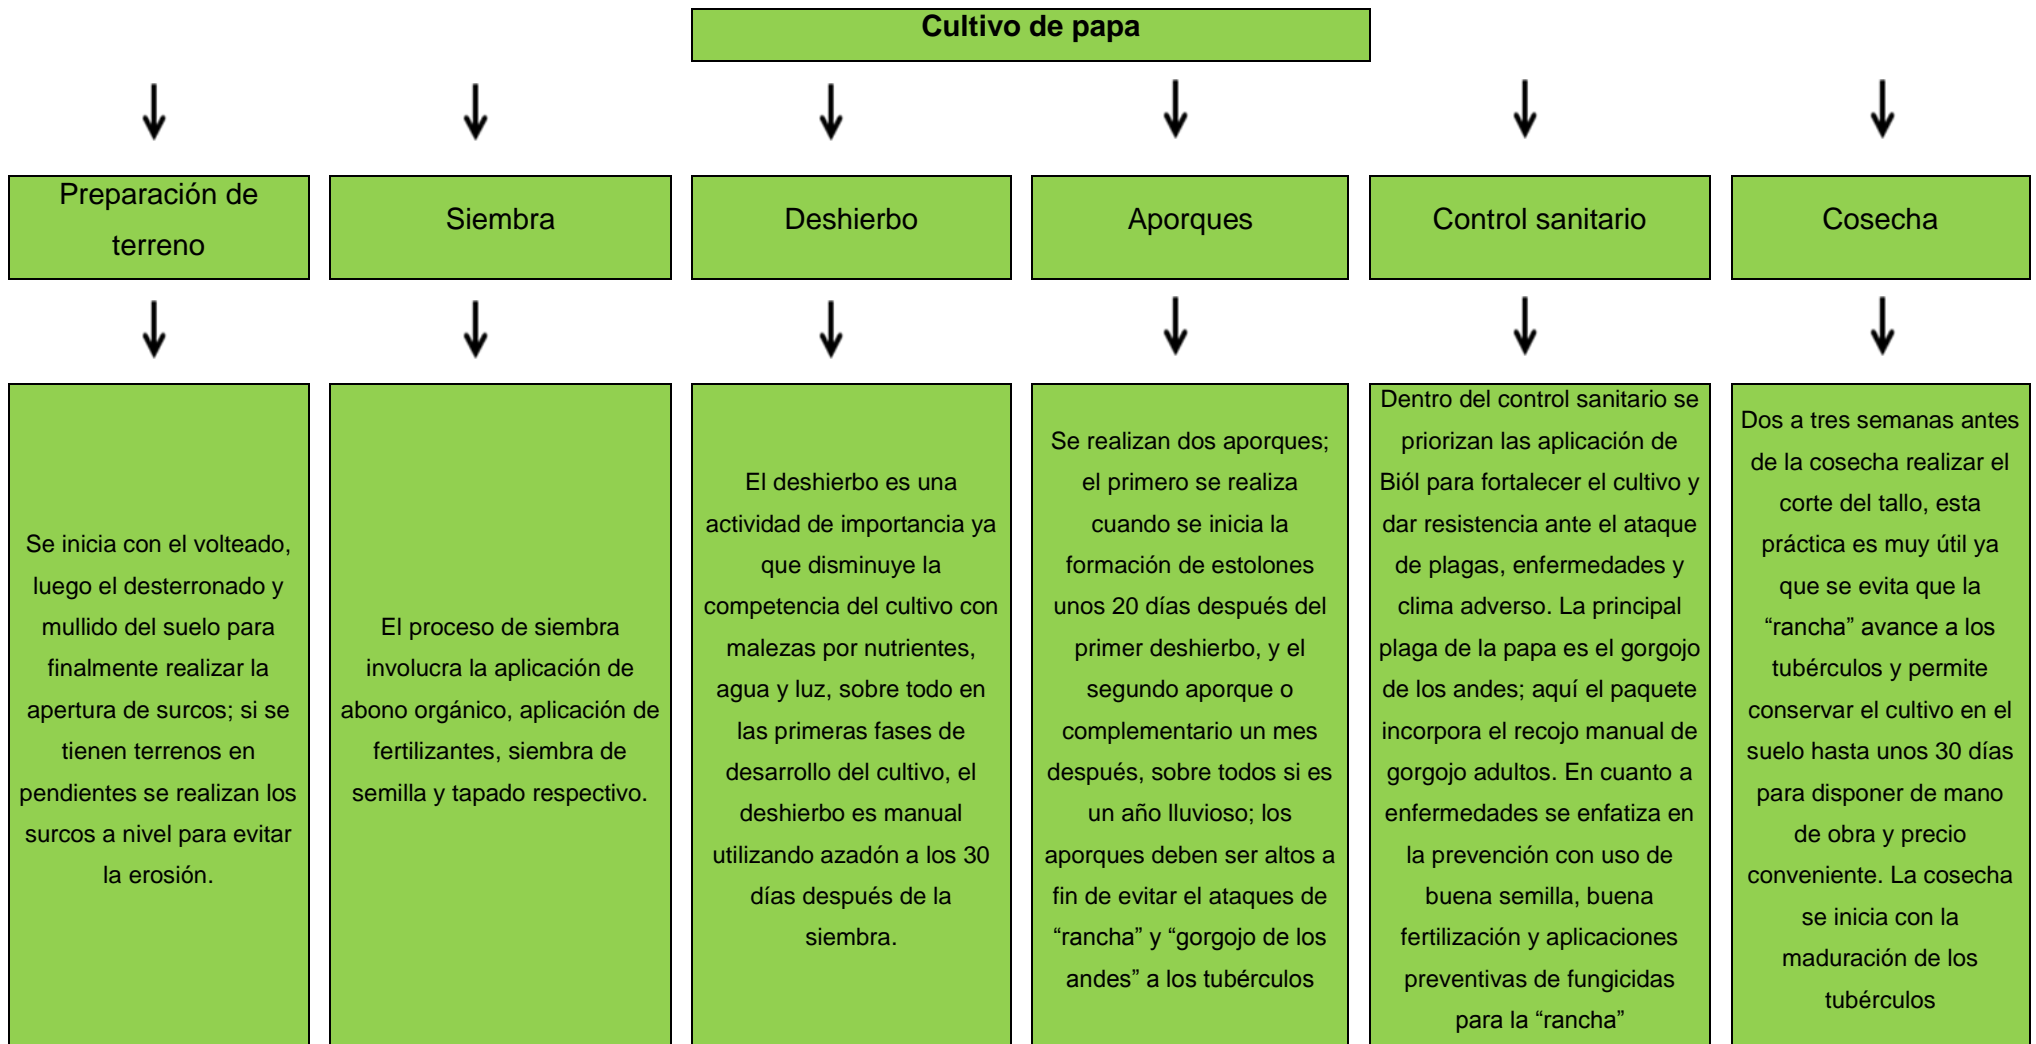 Cultivo de papa
Preparación de
terreno
Siembra
Deshierbo
Aporques
Control sanitario
Cosecha
Se inicia con el volteado,
luego el desterronado y
mullido del suelo para
finalmente realizar la
apertura de surcos; si se
tienen terrenos en
pendientes se realizan los
surcos a nivel para evitar
la erosión.
El proceso de siembra
involucra la aplicación de
abono orgánico, aplicación de
fertilizantes, siembra de
semilla y tapado respectivo.
El deshierbo es una
actividad de importancia ya
que disminuye la
competencia del cultivo con
malezas por nutrientes,
agua y luz, sobre todo en
las primeras fases de
desarrollo del cultivo, el
deshierbo es manual
utilizando azadón a los 30
días después de la
siembra.
Se realizan dos aporques;
el primero se realiza
cuando se inicia la
formación de estolones
unos 20 días después del
primer deshierbo, y el
segundo aporque o
complementario un mes
después, sobre todos si es
un año lluvioso; los
aporques deben ser altos a
fin de evitar el ataques de
“rancha” y “gorgojo de los
andes” a los tubérculos
Dentro del control sanitario se
priorizan las aplicación de
Biól para fortalecer el cultivo y
dar resistencia ante el ataque
de plagas, enfermedades y
clima adverso. La principal
plaga de la papa es el gorgojo
de los andes; aquí el paquete
incorpora el recojo manual de
gorgojo adultos. En cuanto a
enfermedades se enfatiza en
la prevención con uso de
buena semilla, buena
fertilización y aplicaciones
preventivas de fungicidas
para la “rancha”
Dos a tres semanas antes
de la cosecha realizar el
corte del tallo, esta
práctica es muy útil ya
que se evita que la
“rancha” avance a los
tubérculos y permite
conservar el cultivo en el
suelo hasta unos 30 días
para disponer de mano
de obra y precio
conveniente. La cosecha
se inicia con la
maduración de los
tubérculos